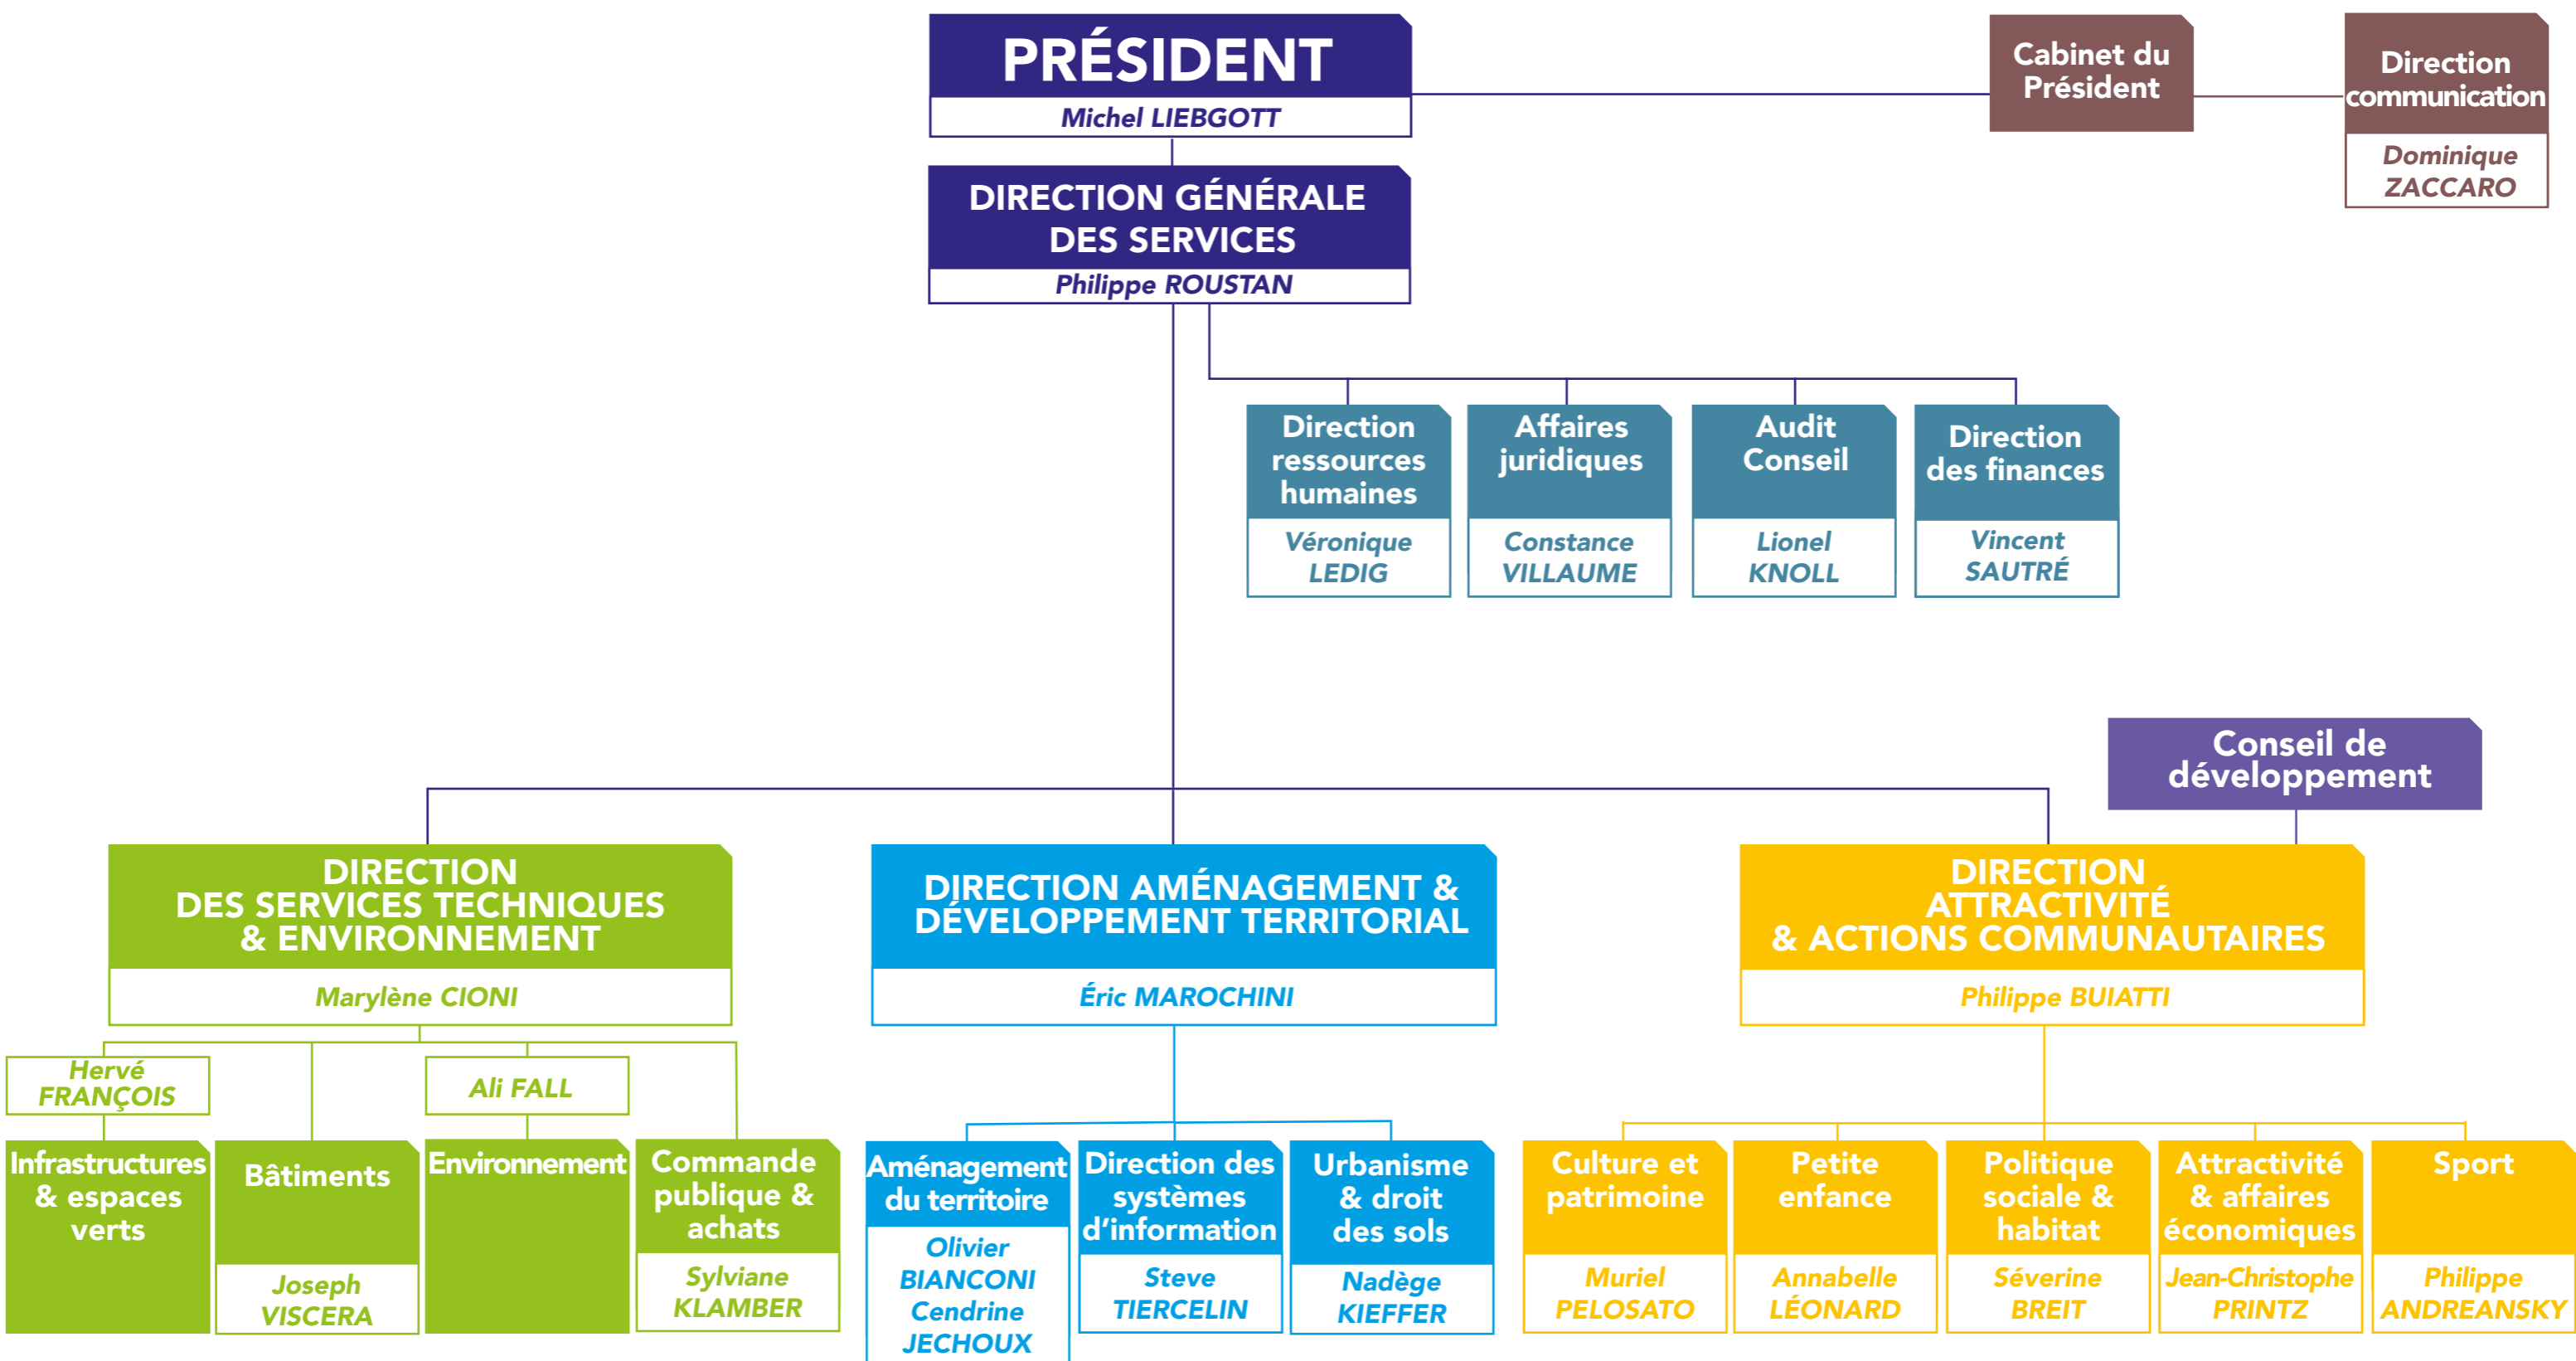 PRÉSIDENT
Michel LIEBGOTT
Cabinet du
Président
Direction
communication
Dominique
ZACCARO
DIRECTION GÉNÉRALE
DES SERVICES
Philippe ROUSTAN
Direction
ressources
humaines
Véronique
LEDIG
Affaires
juridiques
Constance
VILLAUME
Audit
Conseil
Lionel
KNOLL
Direction
des finances
Vincent
SAUTRÉ
Conseil de
développement
DIRECTION
DES SERVICES TECHNIQUES
& ENVIRONNEMENT
Marylène CIONI
DIRECTION AMÉNAGEMENT &
DÉVELOPPEMENT TERRITORIAL
Éric MAROCHINI
DIRECTION
ATTRACTIVITÉ
& ACTIONS COMMUNAUTAIRES
Philippe BUIATTI
Hervé
FRANÇOIS
Infrastructures
& espaces
verts
Bâtiments
Joseph
VISCERA
Ali FALL
Environnement
Commande
publique &
achats
Sylviane
KLAMBER
Aménagement
du territoire
Olivier
BIANCONI
Cendrine
JECHOUX
Direction des
systèmes
d’information
Steve
TIERCELIN
Urbanisme
& droit
des sols
Nadège
KIEFFER
Culture et
patrimoine
Muriel
PELOSATO
Petite
enfance
Annabelle
LÉONARD
Politique
sociale &
habitat
Séverine
BREIT
Attractivité
& affaires
économiques
Jean-Christophe
PRINTZ
Sport
Philippe
ANDREANSKY